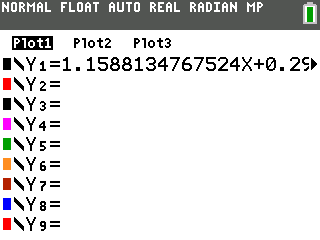 NORMAL FLOAT AUTO REAL RADIAN MP
Plot1 Plot2 Plot3
\Y1=1.1588134767524X+0.29
\Y2=
\Y3=
\Y4=
\Y5=
\Y6=
\Y7=
\Y8=
\Y9=